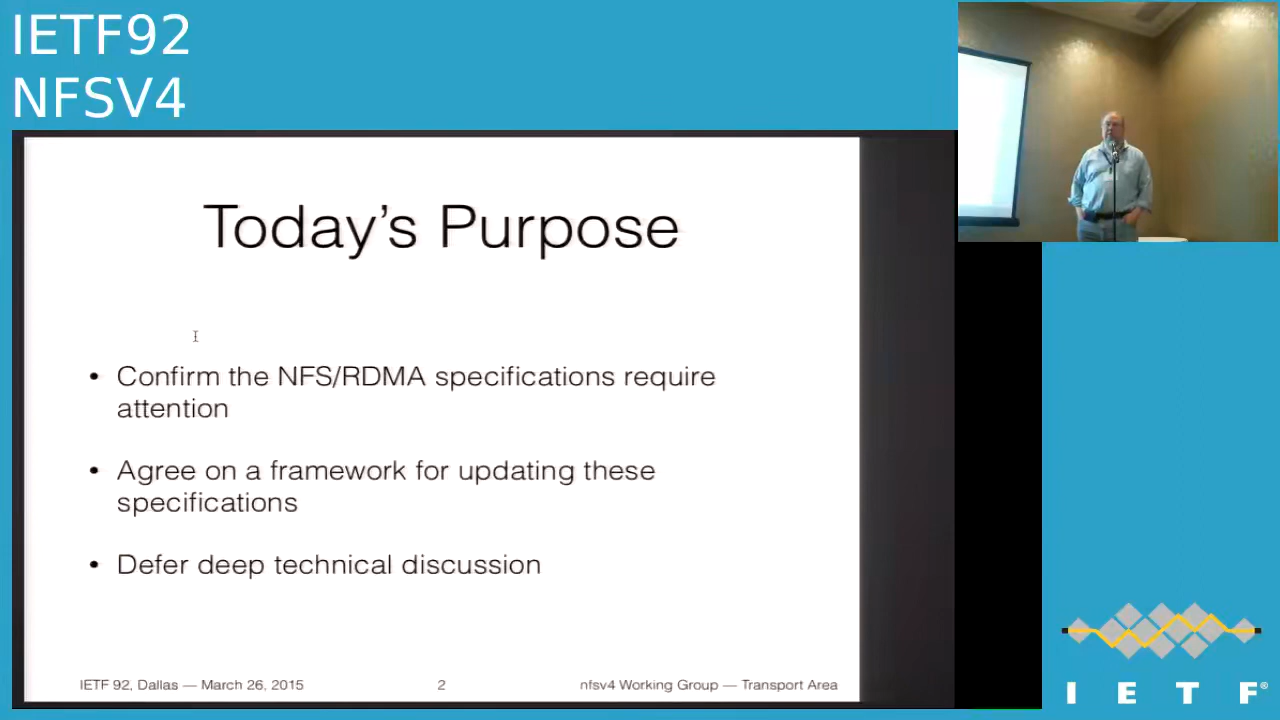 IETF92
NFSV4
Today's Purpose
• Confirm the NFS/RDMA specifications require
attention
• Agree on a framework for updating these
specifications
• Defer deep technical discussion
IETF 92, Dallas — March 26, 2015
2
nfsv4 Working Group — Transport Area
I E T F®